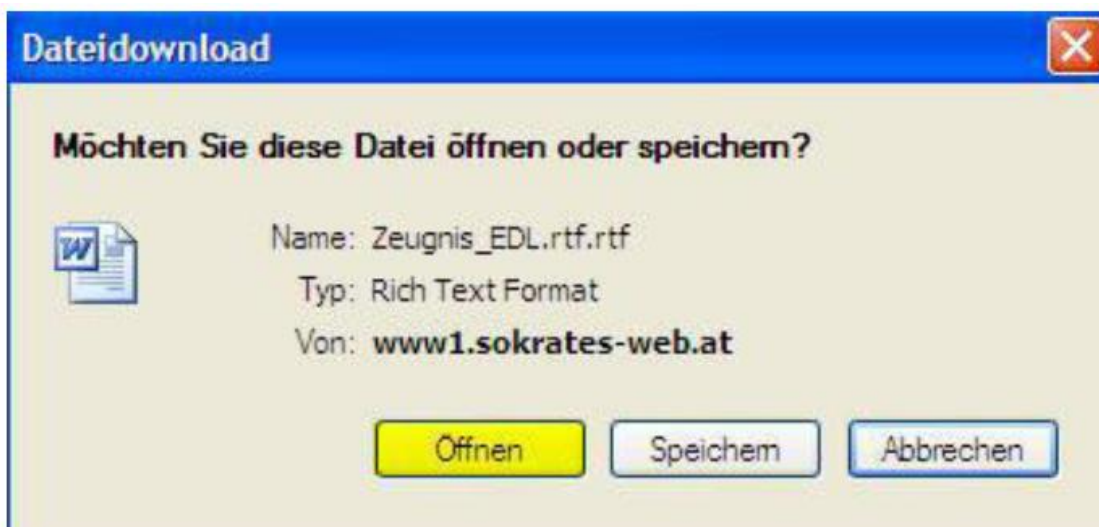 Dateidownload
Möchten Sie diese Datei öffnen oder speichern?
W
Name: Zeugnis_EDL.rtf.rtf
Typ: Rich Text Format
Von: www1.sokrates-web.at
Öffnen Speichern Abbrechen